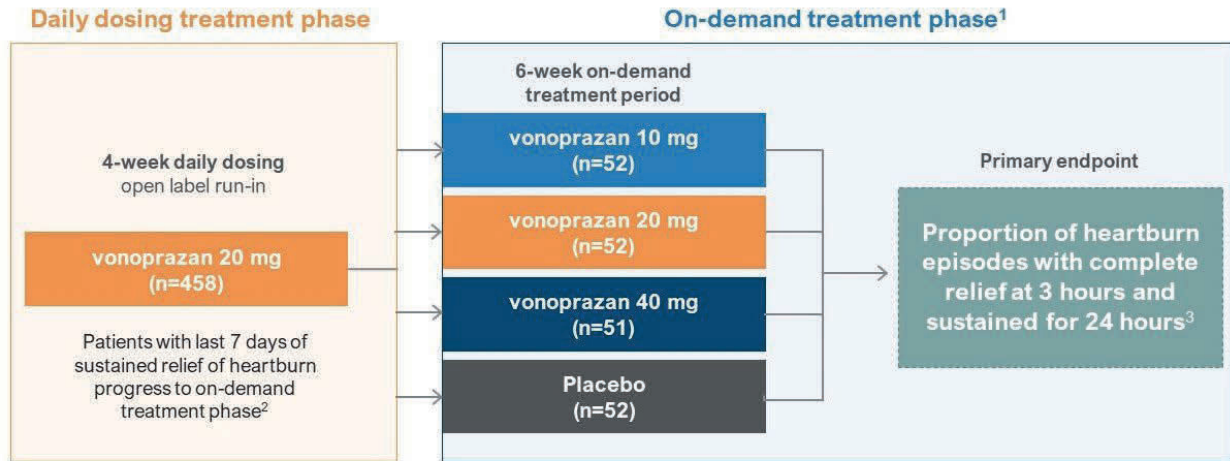 Daily dosing treatment phase
On-demand treatment phase¹
4-week daily dosing
open label run-in
vonoprazan 20 mg
(n=458)
Patients with last 7 days of
sustained relief of heartburn
progress to on-demand
treatment phase²
6-week on-demand
treatment period
vonoprazan 10 mg
(n=52)
vonoprazan 20 mg
(n=52)
vonoprazan 40 mg
(n=51)
Placebo
(n=52)
Primary endpoint
Proportion of heartburn
episodes with complete
relief at 3 hours and
sustained for 24 hours³